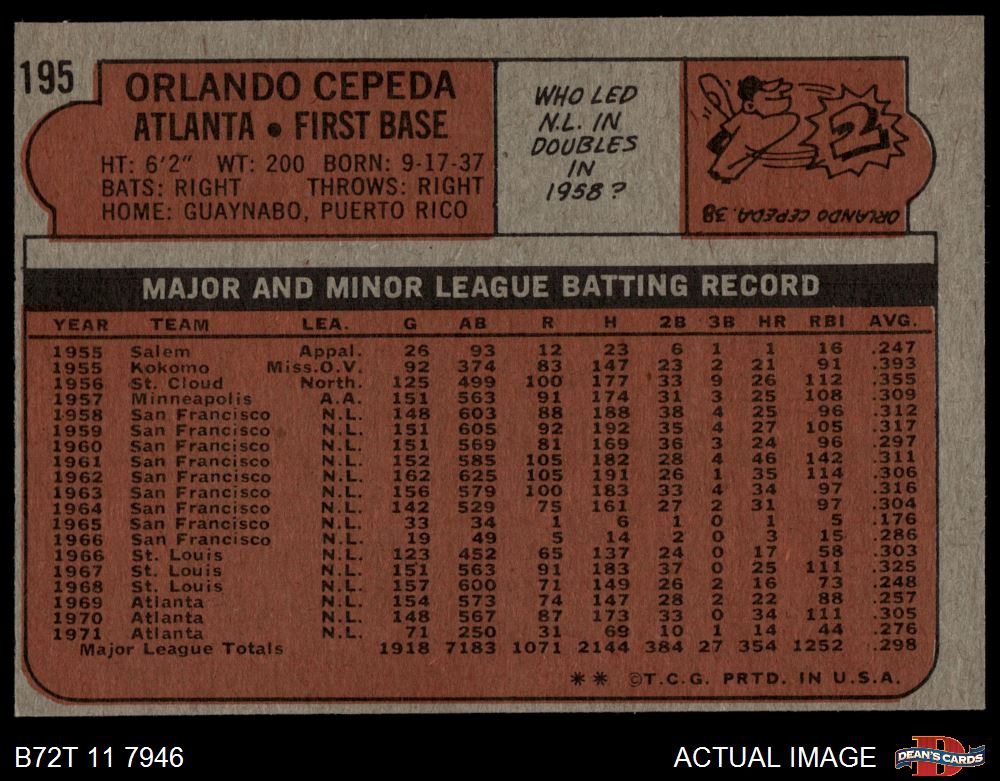 195
ORLANDO CEPEDA
ATLANTA • FIRST BASE
HT: 6'2" WT: 200 BORN: 9-17-37
BATS: RIGHT THROWS: RIGHT
HOME: GUAYNABO, PUERTO RICO
WHO LED
N.L. IN
DOUBLES
IN
1958?
2
ORLANDO CEPEDA. 38
MAJOR AND MINOR LEAGUE BATTING RECORD
YEAR TEAM LEA. G AB R H 2B 3B HR RBI AVG.
1955 Salem Appal. 26 93 12 23 6 1 1 16 .247
1955 Kokomo Miss.O.V. 92 374 83 147 23 2 21 91 .393
1956 St. Cloud North. 125 499 100 177 33 9 26 112 .355
1957 Minneapolis A.A. 151 563 91 174 31 3 25 108 .309
1958 San Francisco N.L. 148 603 88 188 38 4 25 96 .312
1959 San Francisco N.L. 151 605 92 192 35 4 27 105 .317
1960 San Francisco N.L. 151 569 81 169 36 3 24 96 .297
1961 San Francisco N.L. 152 585 105 182 28 4 46 142 .311
1962 San Francisco N.L. 162 625 105 191 26 1 35 114 .306
1963 San Francisco N.L. 156 579 100 183 33 4 34 97 .316
1964 San Francisco N.L. 142 529 75 161 27 2 31 97 .304
1965 San Francisco N.L. 33 34 1 6 1 0 1 5 .176
1966 San Francisco N.L. 19 49 5 14 2 0 3 15 .286
1966 St. Louis N.L. 123 452 65 137 24 0 17 58 .303
1967 St. Louis N.L. 151 563 91 183 37 0 25 111 .325
1968 St. Louis N.L. 157 600 71 149 26 2 16 73 .248
1969 Atlanta N.L. 154 573 74 147 28 2 22 88 .257
1970 Atlanta N.L. 148 567 87 173 33 0 34 111 .305
1971 Atlanta N.L. 71 250 31 69 10 1 14 44 .276
Major League Totals 1918 7183 1071 2144 384 27 354 1252 .298
** ©T.C.G. PRTD. IN U.S.A.
B72T 11 7946
ACTUAL IMAGE
D
DEAN'S CARDS